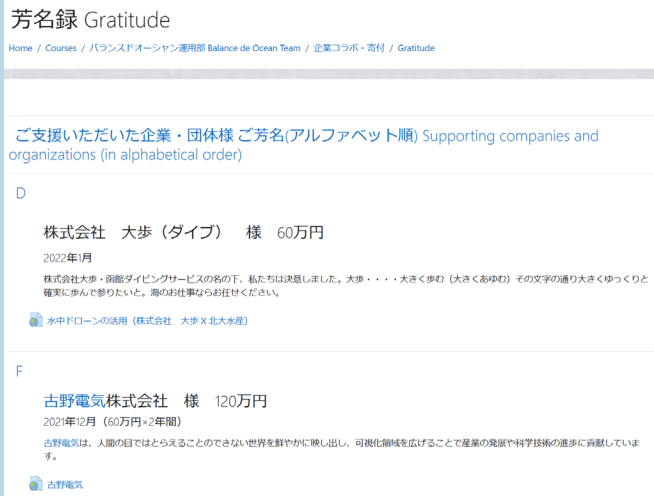 芳名録 Gratitude
Home / Courses / バランスドオーシャン運用部 Balance de Ocean Team / 企業コラボ・寄付 / Gratitude
ご支援いただいた企業・団体様 ご芳名(アルファベット順) Supporting companies and
organizations (in alphabetical order)
D
株式会社　大歩（ダイブ）　様　60万円
2022年1月
株式会社大歩・函館ダイビングサービスの名の下、私たちは決意しました。大歩・・・・大きく歩む（大きくあゆむ）その文字の通り大きくゆっくりと
確実に歩んで参りたいと。海のお仕事ならお任せください。
水中ドローンの活用（株式会社　大歩 X 北大水産）
F
古野電気株式会社　様　120万円
2021年12月（60万円×2年間）
古野電気は、人間の目ではとらえることのできない世界を鮮やかに映し出し、可視化領域を広げることで産業の発展や科学技術の進歩に貢献していま
す。
古野電気